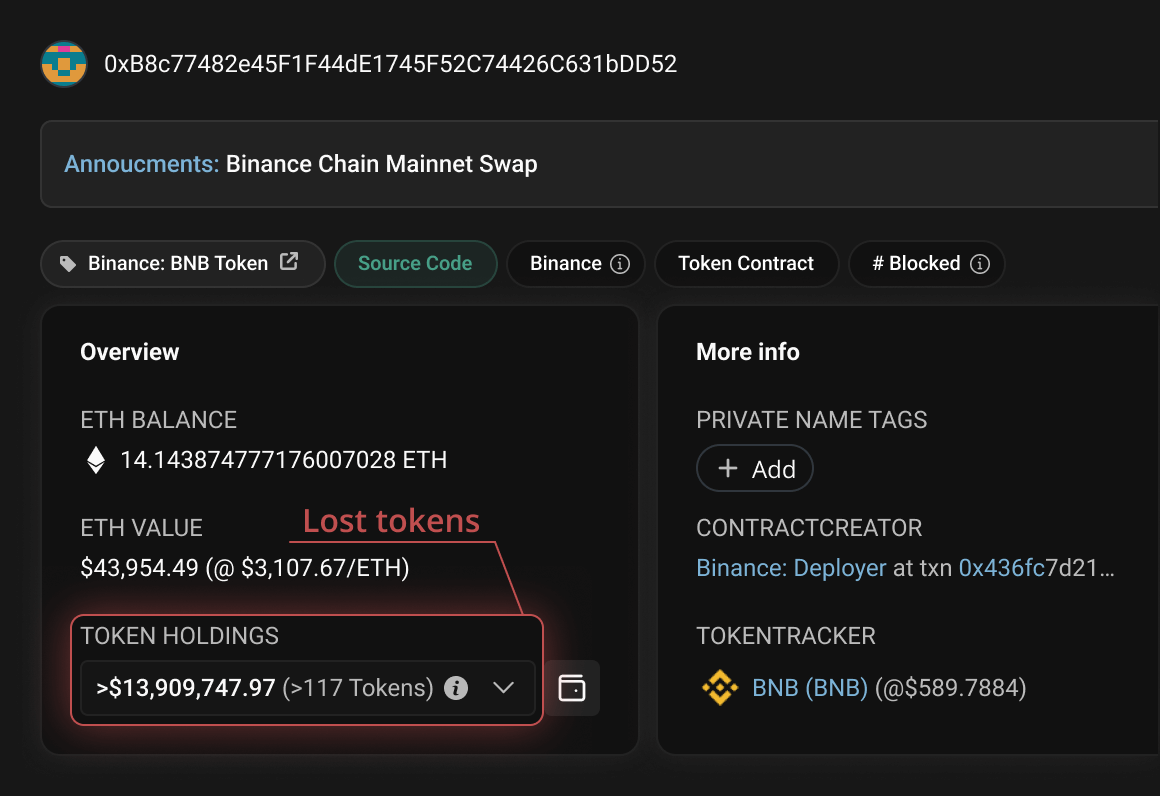 0xB8c77482e45F1F44dE1745F52C74426C631bDD52
Annoucments: Binance Chain Mainnet Swap
Binance: BNB Token
Source Code
Binance
Token Contract
# Blocked
Overview
ETH BALANCE
14.143874777176007028 ETH
ETH VALUE
Lost tokens
$43,954.49 (@ $3,107.67/ETH)
TOKEN HOLDINGS
>$13,909,747.97 (>117 Tokens)
More info
PRIVATE NAME TAGS
+ Add
CONTRACTCREATOR
Binance: Deployer at txn 0x436fc7d21...
TOKENTRACKER
BNB (BNB) (@$589.7884)